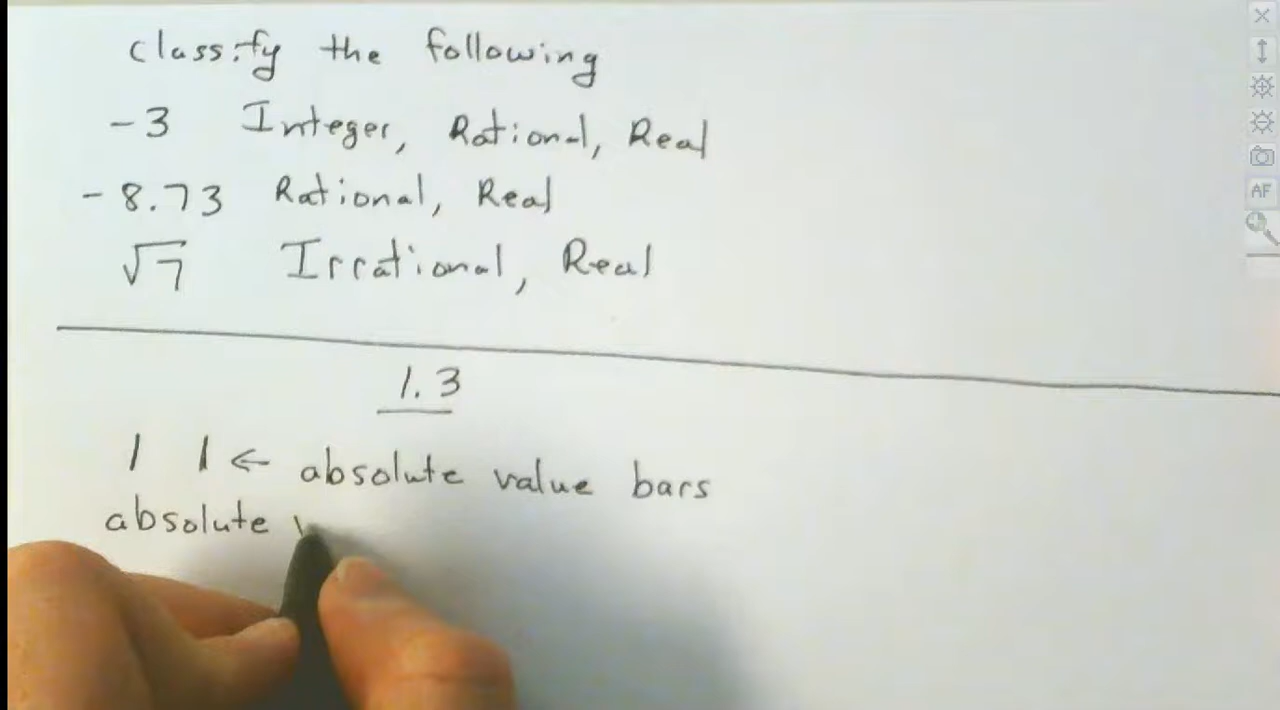 classify the following
-3 Integer, Rational, Real
-8.73 Rational, Real
√7 Irrational, Real
1.3
| | ← absolute value bars
absolute v
AF